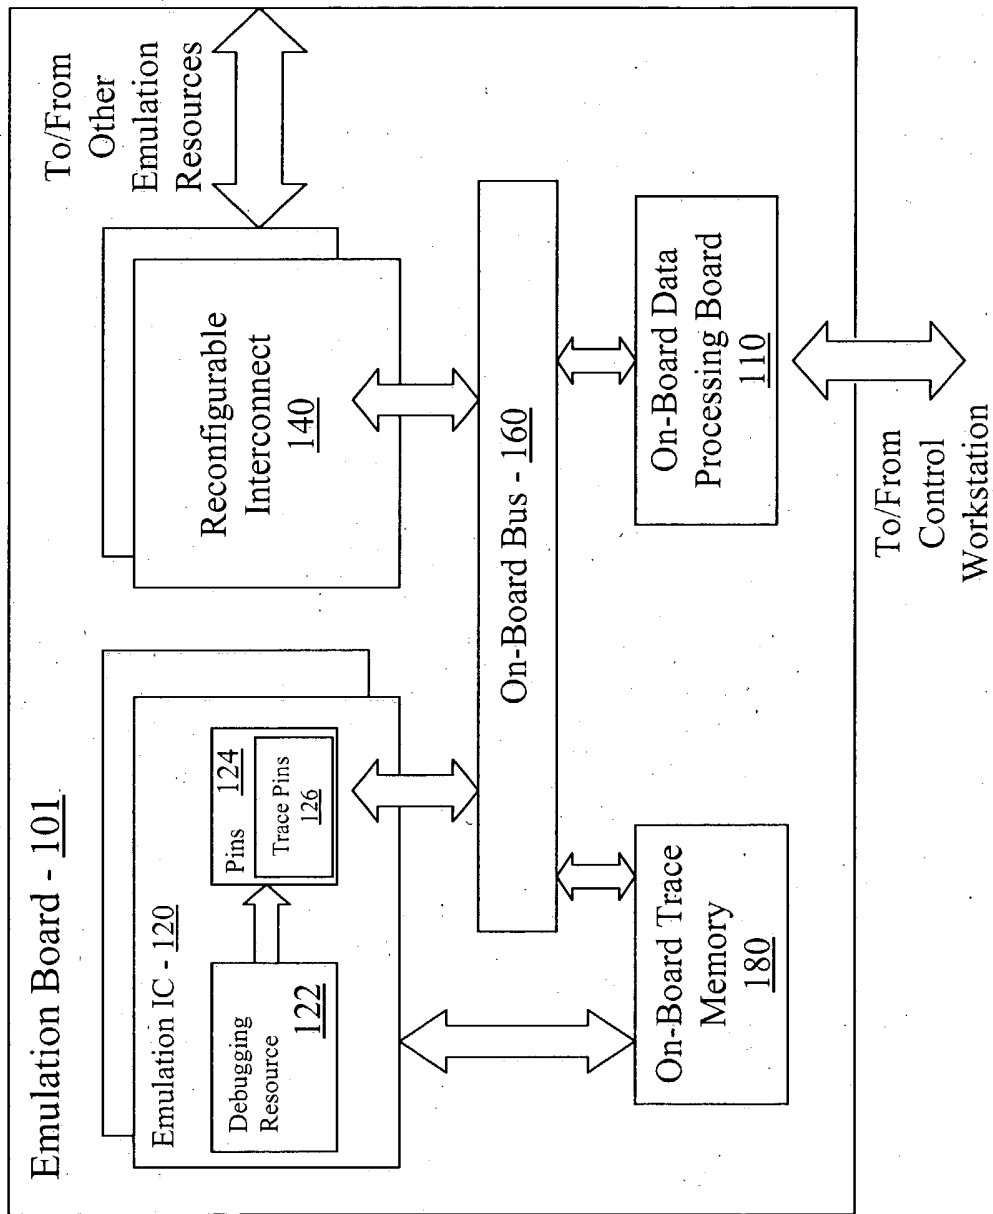 Emulation Board - 101
Emulation IC - 120
Debugging
Resource
122
Pins 124
Trace Pins
126
Reconfigurable
Interconnect
140
To/From
Other
Emulation
Resources
On-Board Bus - 160
On-Board Trace
Memory
180
On-Board Data
Processing Board
110
To/From
Control
Workstation